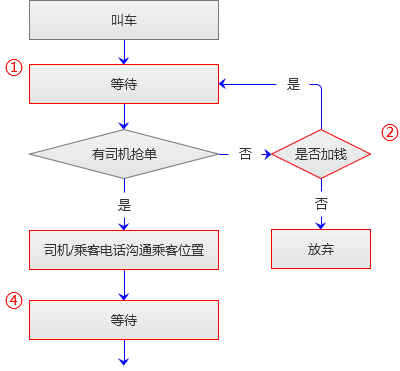 叫车
①
等待
是
②
有司机抢单
否
是否加钱
是
否
司机/乘客电话沟通乘客位置
放弃
④
等待